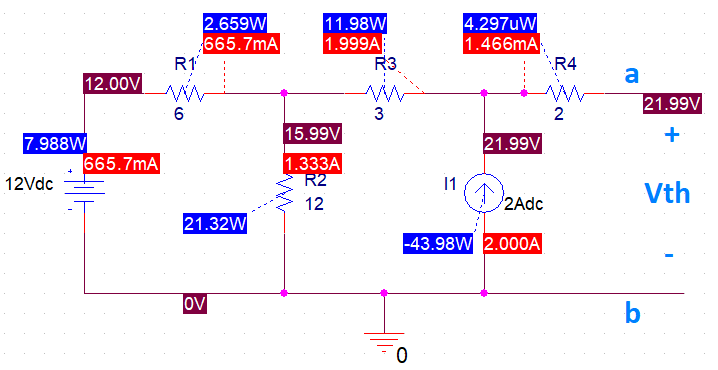 2.659W 11.98W 4.297uW
665.7mA 1.999A 1.466mA
R1 R3 R4 a
12.00V 21.99V
6 3 2
15.99V 21.99V +
7.988W
665.7mA 1.333A
12Vdc R2 I1 Vth
12 2Adc
21.32W
-43.98W 2.000A -
0V b
0